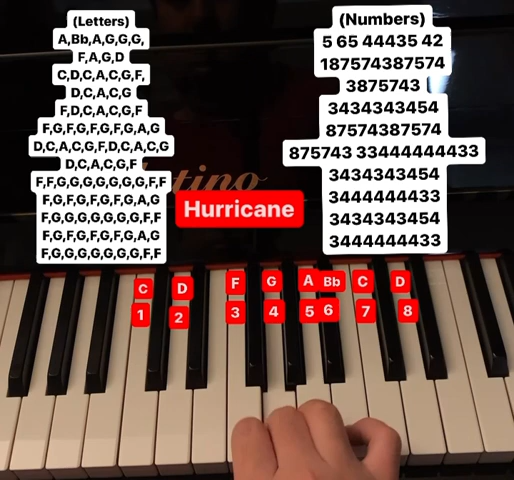 (Letters)
A,Bb,A,G,G,G,
F,A,G,D
C,D,C,A,C,G,F,
D,C,A,C,G
F,D,C,A,C,G,F
F,G,F,G,F,G,F,G,A,G
D,C,A,C,G,F,D,C,A,C,G
D,C,A,C,G,F
F,F,G,G,G,G,G,G,G,F,F
F,G,F,G,F,G,F,G,A,G
F,G,G,G,G,G,G,G,F,F
F,G,F,G,F,G,F,G,A,G
F,G,G,G,G,G,G,G,F,F
(Numbers)
5 65 44435 42
187574387574
3875743
3434343454
87574387574
875743 33444444433
3434343454
3444444433
3434343454
3444444433
tino
Hurricane
C D F G A Bb C D
1 2 3 4 5 6 7 8